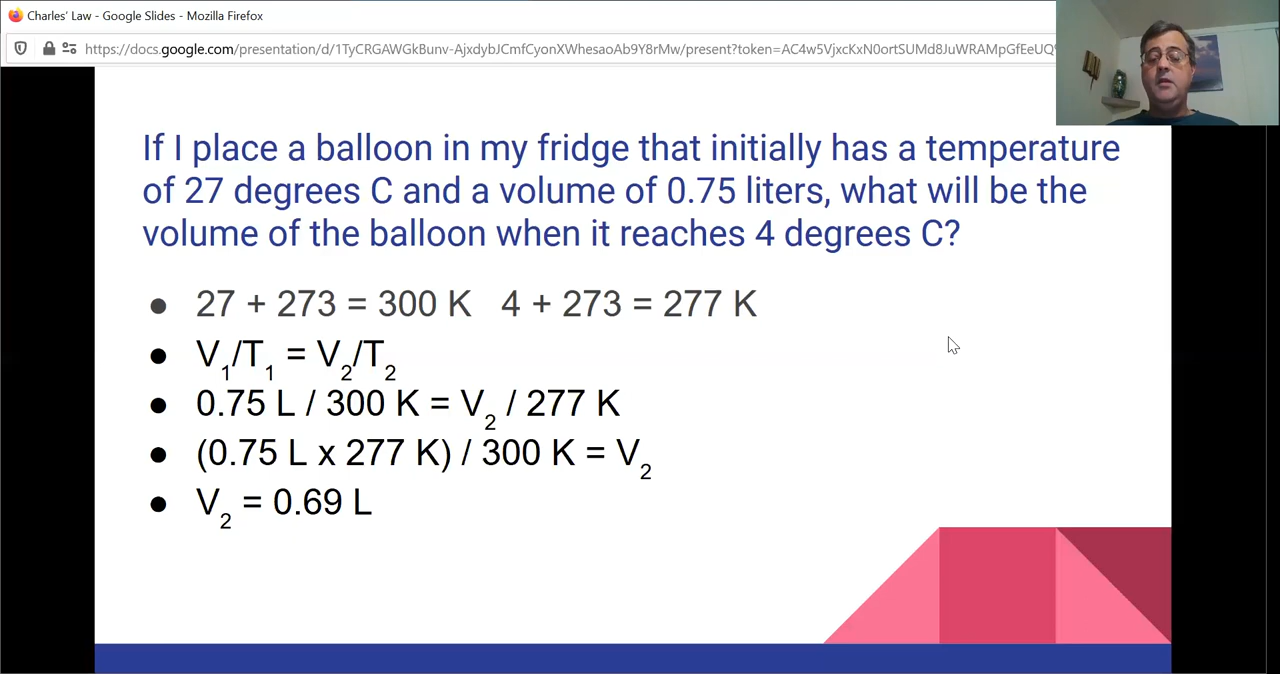 Charles' Law - Google Slides - Mozilla Firefox
https://docs.google.com/presentation/d/1TyCRGAWGkBunv-AjxdybJCmfCyonXWhesaoAb9Y8rMw/present?token=AC4w5VjxcKxN0ortSUMd8JuWRAMpGfEeUQ
If I place a balloon in my fridge that initially has a temperature
of 27 degrees C and a volume of 0.75 liters, what will be the
volume of the balloon when it reaches 4 degrees C?
● 27 + 273 = 300 K 4 + 273 = 277 K
● V₁/T₁ = V₂/T₂
● 0.75 L / 300 K = V₂ / 277 K
● (0.75 L x 277 K) / 300 K = V₂
● V₂ = 0.69 L